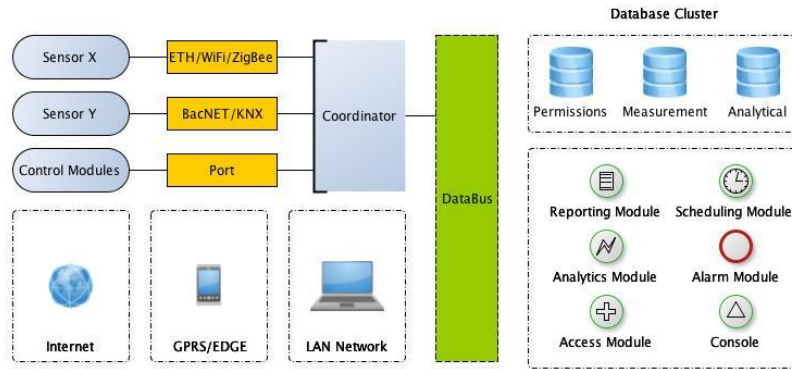 Database Cluster
Sensor X
ETH/WiFi/ZigBee
Sensor Y
BacNET/KNX
Coordinator
Control Modules
Port
DataBus
Permissions
Measurement
Analytical
Reporting Module
Scheduling Module
Analytics Module
Alarm Module
Access Module
Console
Internet
GPRS/EDGE
LAN Network